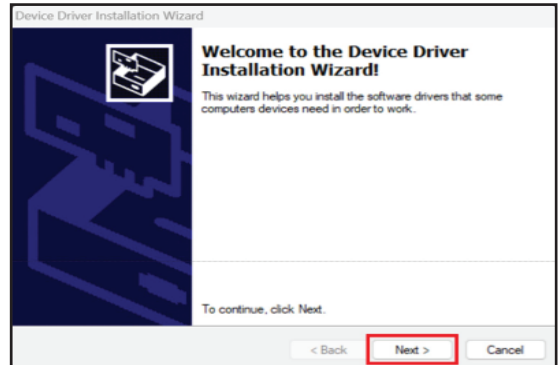 Device Driver Installation Wizard
Welcome to the Device Driver
Installation Wizard!
This wizard helps you install the software drivers that some
computers devices need in order to work.
To continue, click Next.
< Back
Next >
Cancel